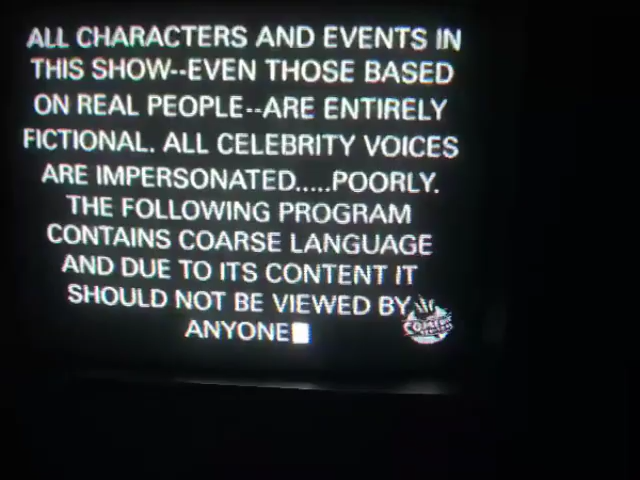 ALL CHARACTERS AND EVENTS IN
THIS SHOW--EVEN THOSE BASED
ON REAL PEOPLE--ARE ENTIRELY
FICTIONAL. ALL CELEBRITY VOICES
ARE IMPERSONATED.....POORLY.
THE FOLLOWING PROGRAM
CONTAINS COARSE LANGUAGE
AND DUE TO ITS CONTENT IT
SHOULD NOT BE VIEWED BY
ANYONE
COMEDY
CENTRAL